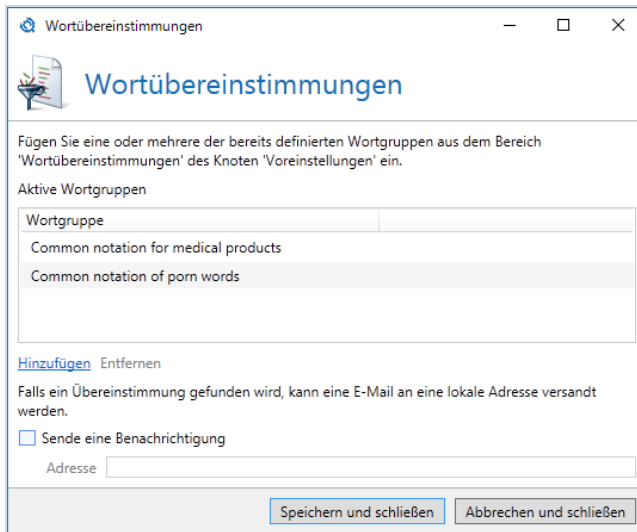 Wortübereinstimmungen
Wortübereinstimmungen
Fügen Sie eine oder mehrere der bereits definierten Wortgruppen aus dem Bereich
'Wortübereinstimmungen' des Knoten 'Voreinstellungen' ein.
Aktive Wortgruppen
Wortgruppe
Common notation for medical products
Common notation of porn words
Hinzufügen Entfernen
Falls ein Übereinstimmung gefunden wird, kann eine E-Mail an eine lokale Adresse versandt
werden.
Sende eine Benachrichtigung
Adresse
Speichern und schließen Abbrechen und schließen